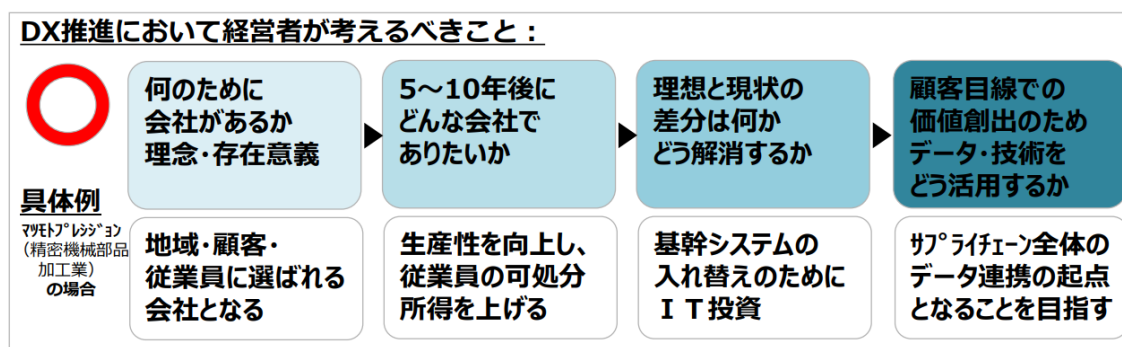 DX推進において経営者が考えるべきこと：
何のために
会社があるか
理念・存在意義
5～10年後に
どんな会社で
ありたいか
理想と現状の
差分は何か
どう解消するか
顧客目線での
価値創出のため
データ・技術を
どう活用するか
具体例
ﾏﾂﾓﾄﾌﾟﾚｼｼﾞｮﾝ
（精密機械部品
加工業）
の場合
地域・顧客・
従業員に選ばれる
会社となる
生産性を向上し、
従業員の可処分
所得を上げる
基幹システムの
入れ替えのために
ＩＴ投資
ｻﾌﾟﾗｲﾁｪｰﾝ全体の
データ連携の起点
となることを目指す